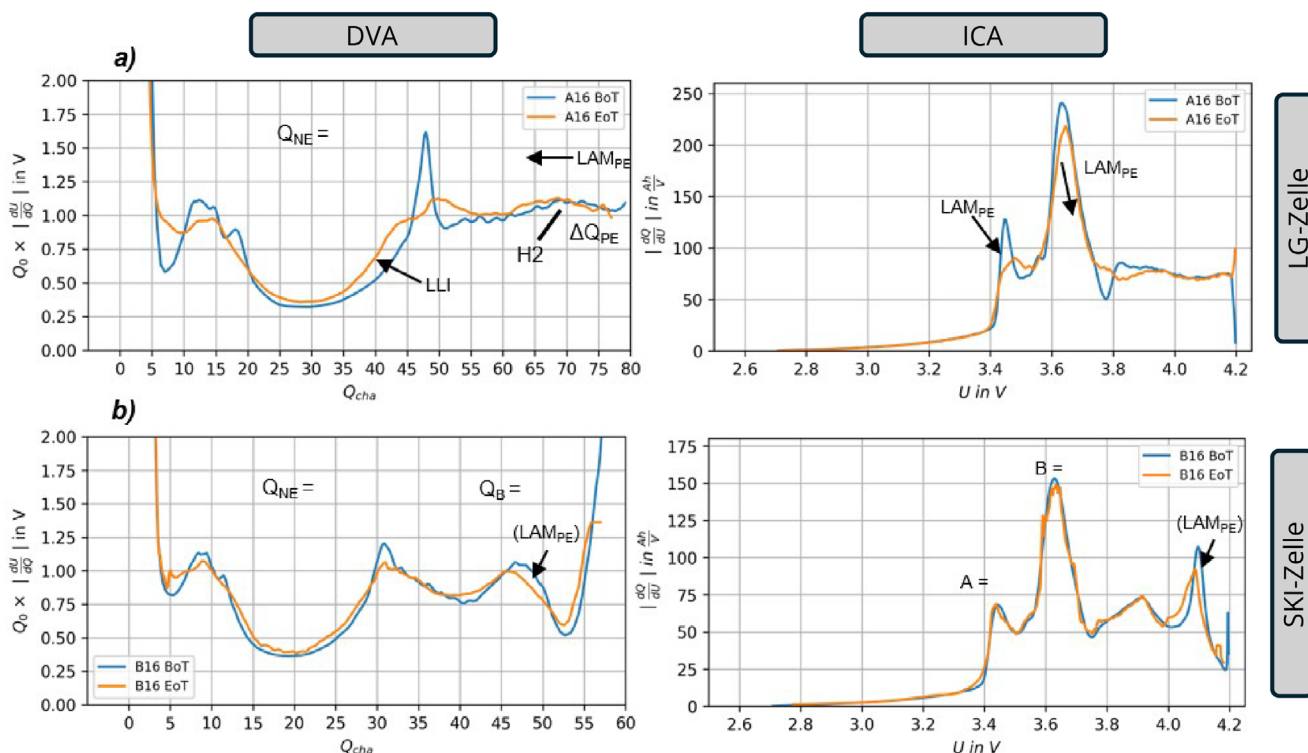 DVA
ICA
a)
2.00
1.75
1.50
1.25
1.00
0.75
0.50
0.25
0.00
Q₀ × | dU/dQ | in V
A16 BoT
A16 EoT
Q_NE =
LAM_PE
ΔQ_PE
H2
LLI
0 5 10 15 20 25 30 35 40 45 50 55 60 65 70 75 80
Q_cha
250
200
150
100
50
0
| dQ/dU | in Ah/V
A16 BoT
A16 EoT
LAM_PE
LAM_PE
2.6 2.8 3.0 3.2 3.4 3.6 3.8 4.0 4.2
U in V
LG-Zelle
b)
2.00
1.75
1.50
1.25
1.00
0.75
0.50
0.25
0.00
Q₀ × | dU/dQ | in V
Q_NE =
Q_B =
(LAM_PE)
B16 BoT
B16 EoT
0 5 10 15 20 25 30 35 40 45 50 55 60
Q_cha
175
150
125
100
75
50
25
0
| dQ/dU | in Ah/V
B =
B16 BoT
B16 EoT
(LAM_PE)
A =
2.6 2.8 3.0 3.2 3.4 3.6 3.8 4.0 4.2
U in V
SKI-Zelle